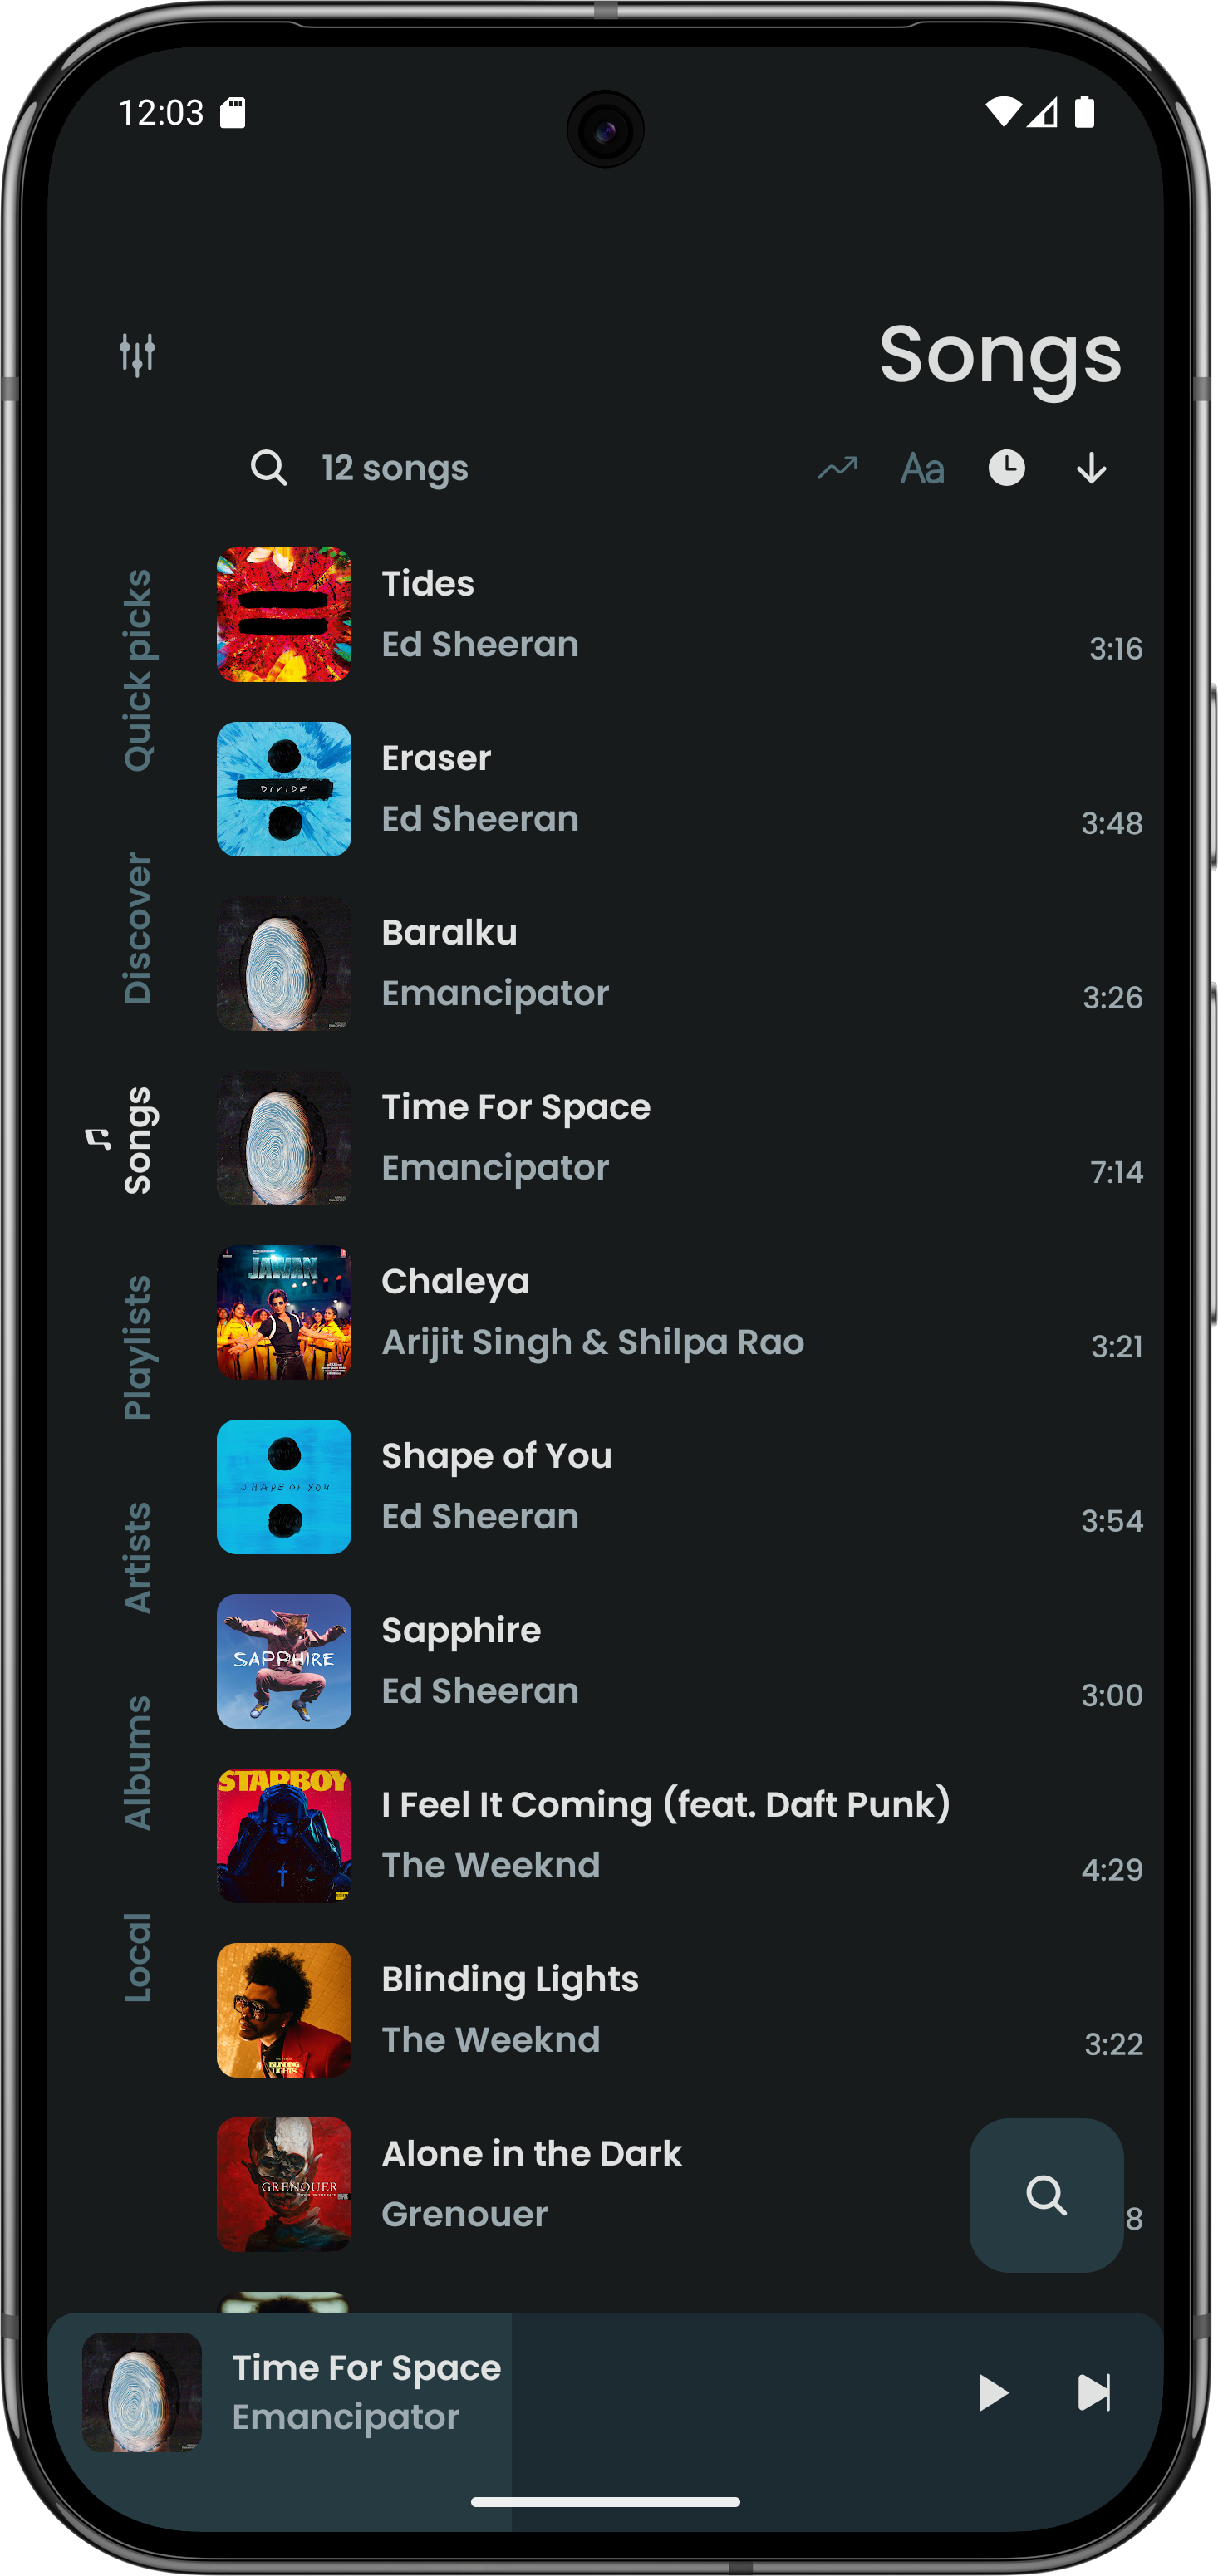 12:03
Songs
12 songs
Aa
Quick picks
Discover
Songs
Playlists
Artists
Albums
Local
Tides
Ed Sheeran
3:16
DIVIDE
Eraser
Ed Sheeran
3:48
Baralku
Emancipator
3:26
Time For Space
Emancipator
7:14
JAWAN
Chaleya
Arijit Singh & Shilpa Rao
3:21
SHAPE OF YOU
Shape of You
Ed Sheeran
3:54
SAPPHIRE
Sapphire
Ed Sheeran
3:00
STARBOY
I Feel It Coming (feat. Daft Punk)
The Weeknd
4:29
BLINDING
LIGHTS
Blinding Lights
The Weeknd
3:22
GRENOUER
Alone in the Dark
Grenouer
8
Time For Space
Emancipator